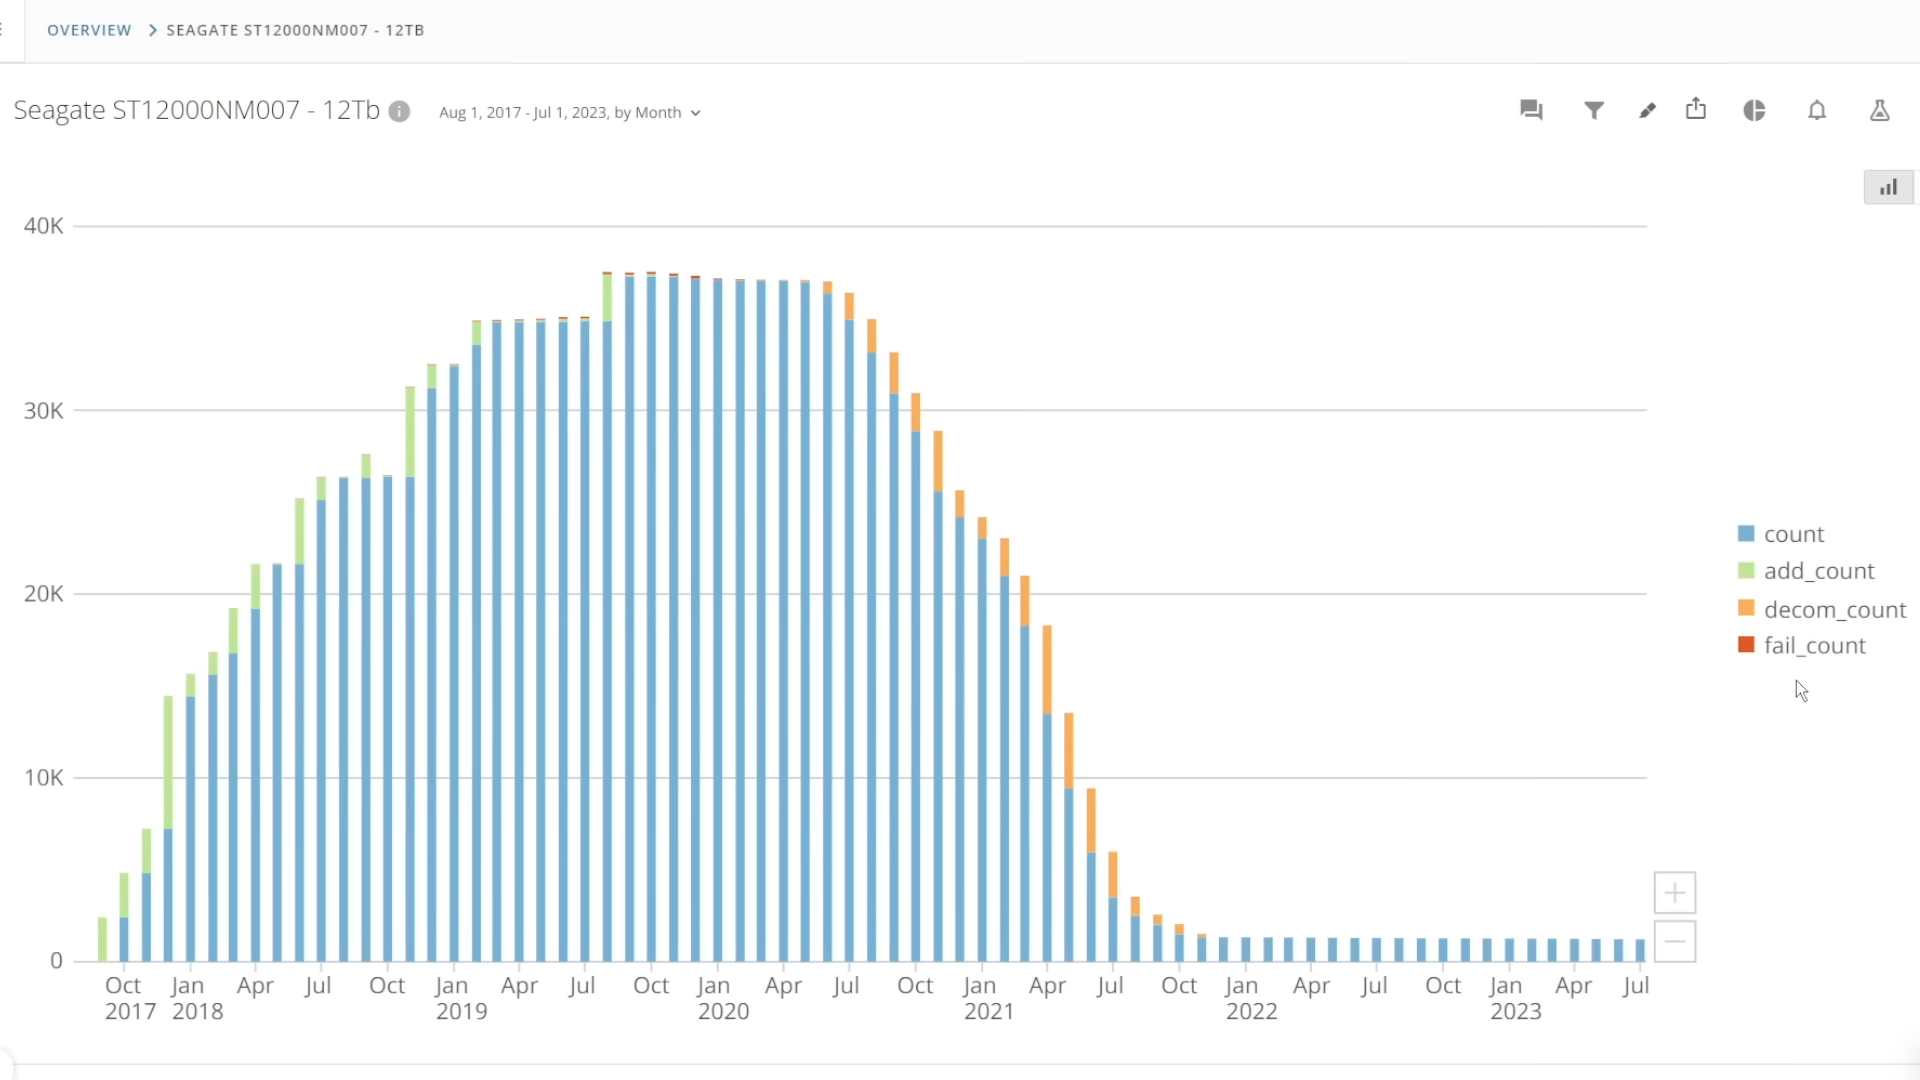 OVERVIEW > SEAGATE ST12000NM007 - 12TB
Seagate ST12000NM007 - 12Tb
Aug 1, 2017 - Jul 1, 2023, by Month
40K
30K
20K
10K
0
count
add_count
decom_count
fail_count
Oct Jan Apr Jul Oct Jan Apr Jul Oct Jan Apr Jul Oct Jan Apr Jul Oct Jan Apr Jul Oct Jan Apr Jul
2017 2018 2019 2020 2021 2022 2023